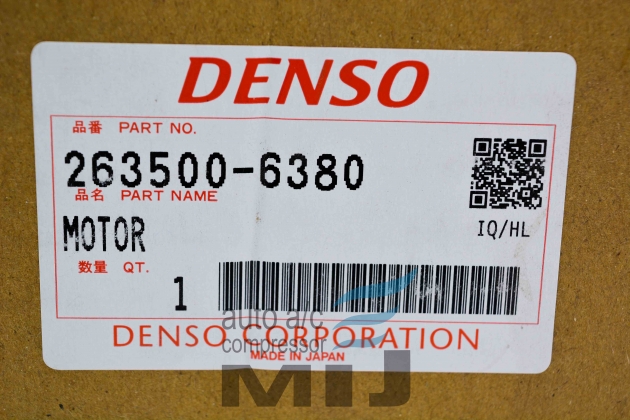 DENSO
品番 PART NO.
263500-6380
品名 PART NAME
MOTOR
IQ/HL
数量 QT.
1
DENSO CORPORATION
MADE IN JAPAN
auto a/c
compressor
MIJ